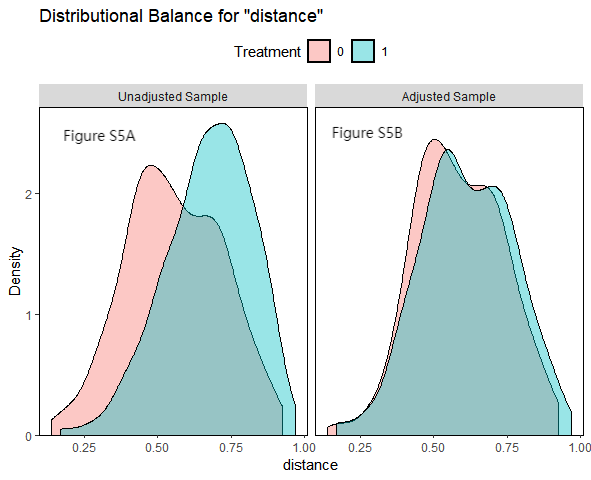 Distributional Balance for "distance"
Treatment 0 1
Unadjusted Sample
Adjusted Sample
Figure S5A
Figure S5B
Density
2
1
0
0.25 0.50 0.75 1.00
0.25 0.50 0.75 1.00
distance